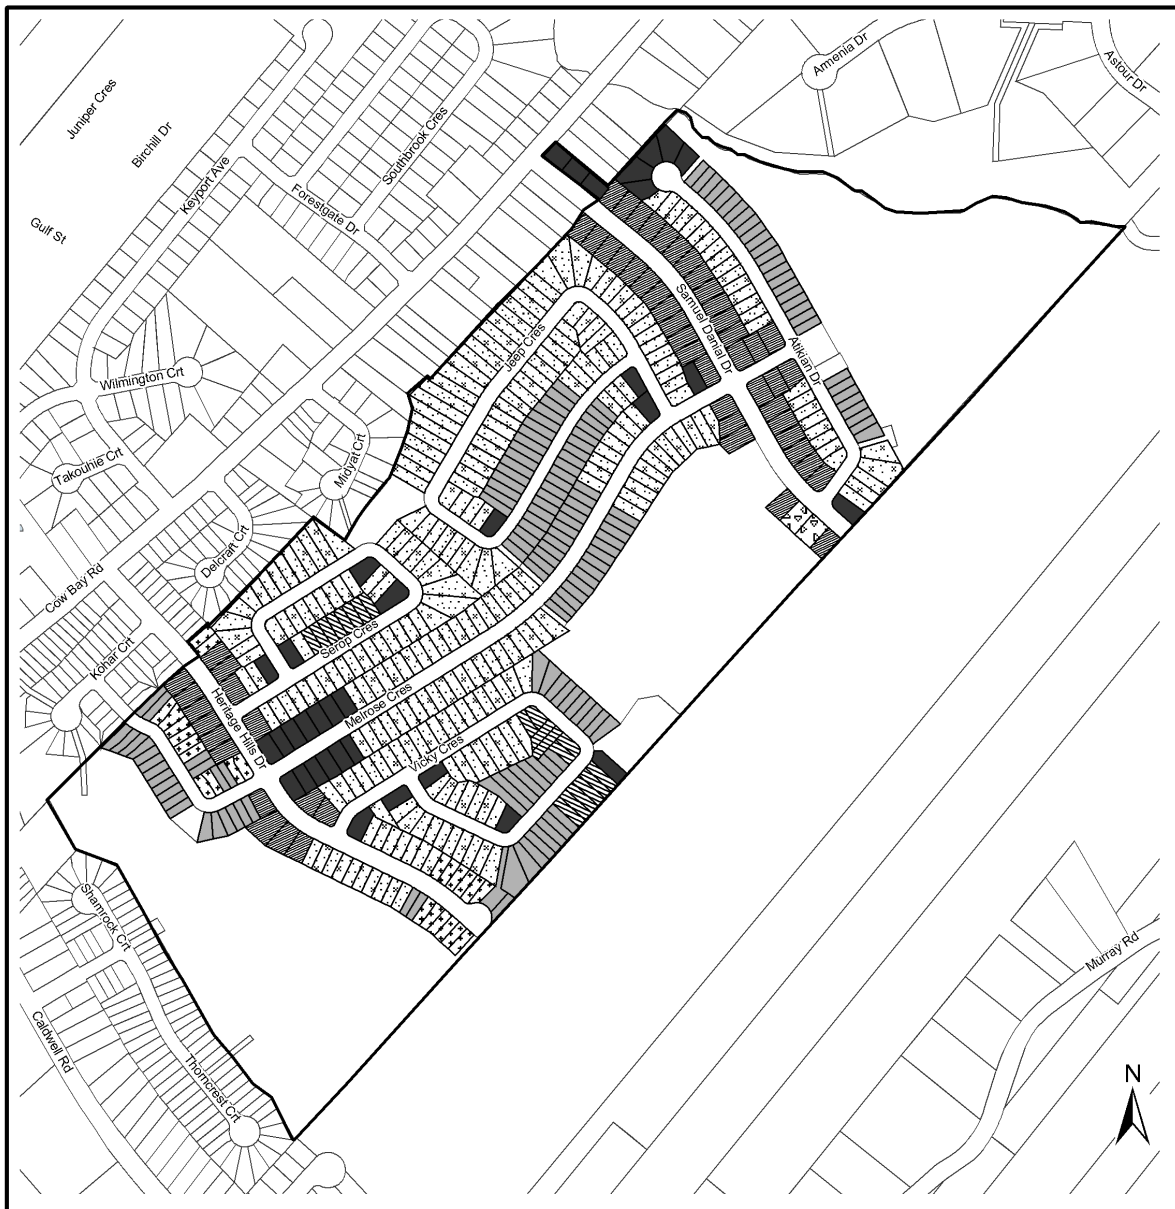 Armenia Dr
Astour Dr
Juniper Cres
Birchill Dr
Southbrook Cres
Keyport Ave
Forestgate Dr
Gulf St
Samuel Danial Dr
Jeep Cres
Atikian Dr
Wilmington Crt
Takouhie Crt
Midyat Crt
Delcraft Crt
Cow Bay Rd
Kohar Crt
Serop Cres
Heritage Hills Dr
Melrose Cres
Vicky Cres
Shamrock Crt
Murray Rd
Caldwell Rd
Thorncrest Crt
N